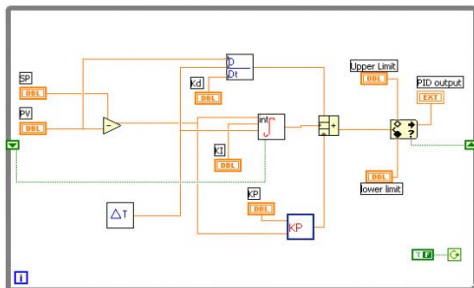 SP
DBL
PV
DBL
D
Dt
Kd
DBL
int
KI
DBL
ΔT
KP
DBL
KP
Upper Limit
DBL
PID output
EXT
?
DBL
lower limit
TF
i